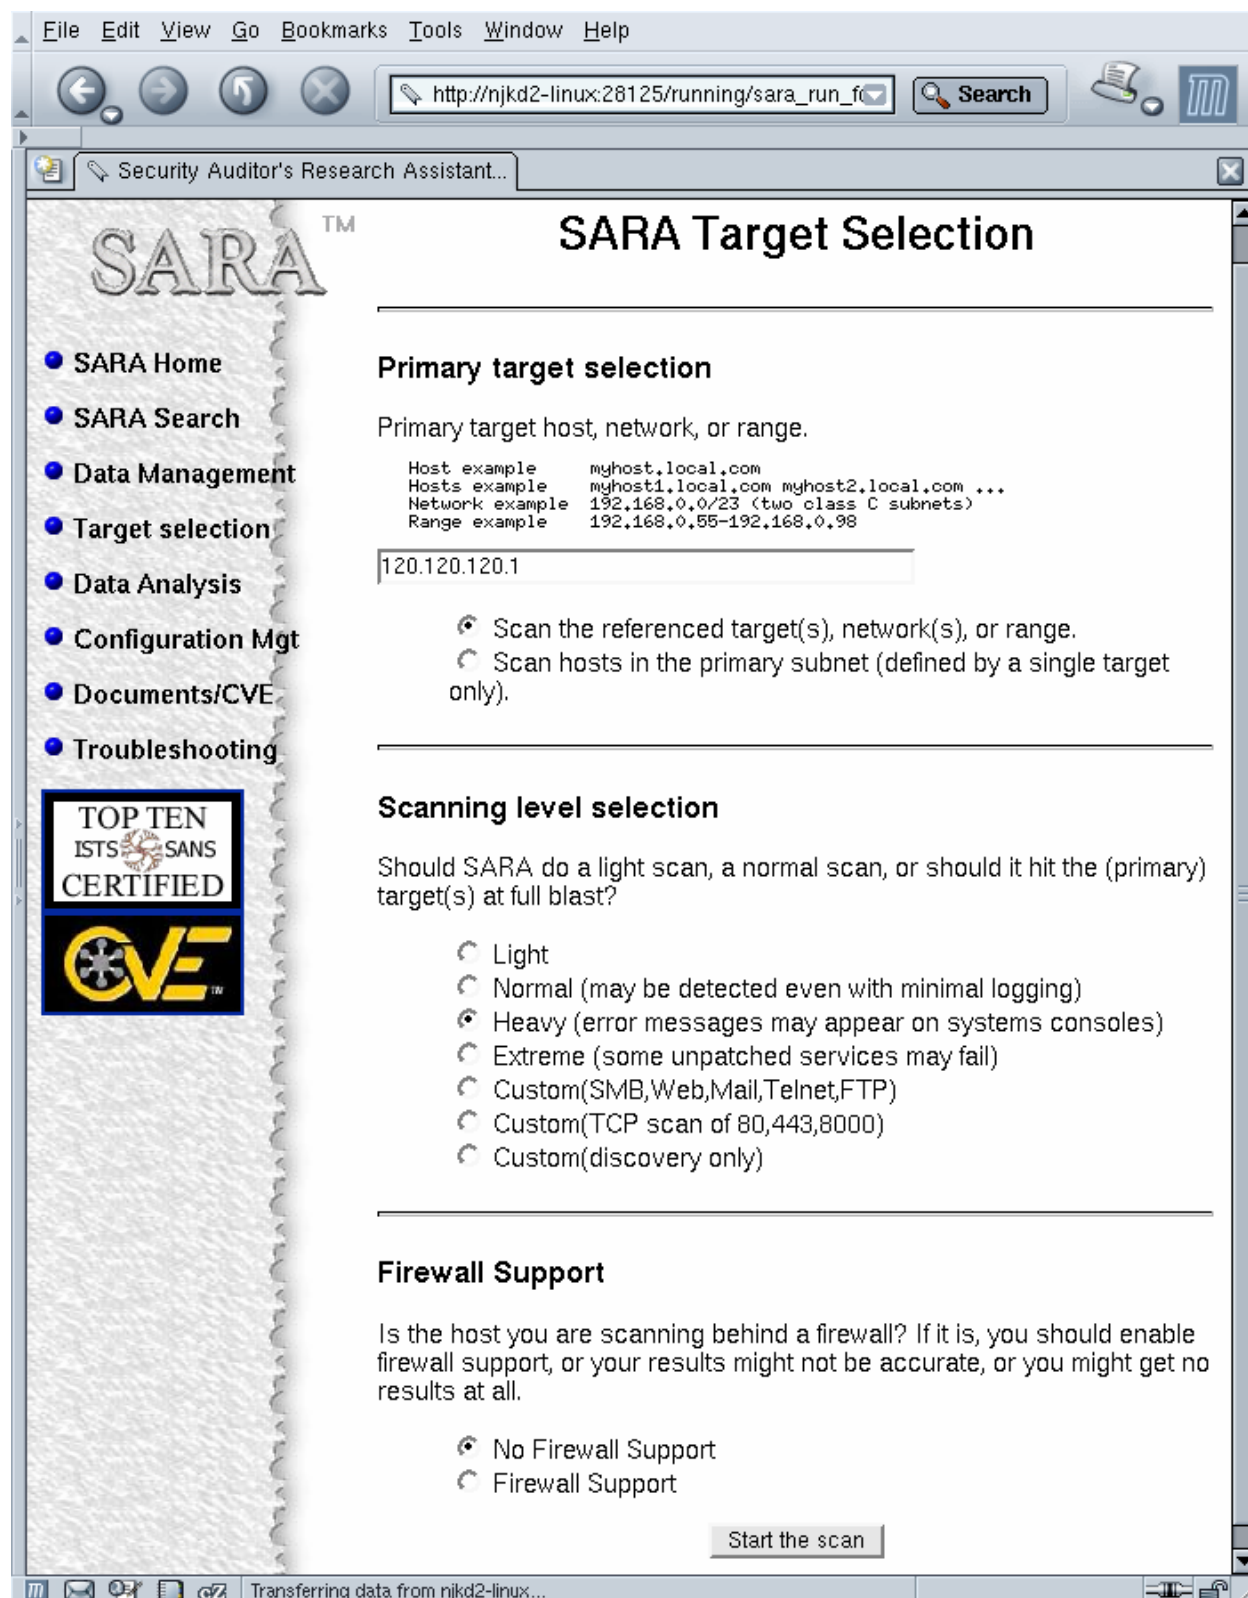 File Edit View Go Bookmarks Tools Window Help
http://njkd2-linux:28125/running/sara_run_fo
Search
Security Auditor's Research Assistant...
SARA TM
SARA Target Selection
SARA Home
SARA Search
Data Management
Target selection
Data Analysis
Configuration Mgt
Documents/CVE
Troubleshooting
TOP TEN
ISTS SANS
CERTIFIED
CVE TM
Primary target selection
Primary target host, network, or range.
Host example myhost.local.com
Hosts example myhost1.local.com myhost2.local.com ...
Network example 192.168.0.0/23 (two class C subnets)
Range example 192.168.0.55-192.168.0.98
120.120.120.1
Scan the referenced target(s), network(s), or range.
Scan hosts in the primary subnet (defined by a single target
only).
Scanning level selection
Should SARA do a light scan, a normal scan, or should it hit the (primary)
target(s) at full blast?
Light
Normal (may be detected even with minimal logging)
Heavy (error messages may appear on systems consoles)
Extreme (some unpatched services may fail)
Custom(SMB,Web,Mail,Telnet,FTP)
Custom(TCP scan of 80,443,8000)
Custom(discovery only)
Firewall Support
Is the host you are scanning behind a firewall? If it is, you should enable
firewall support, or your results might not be accurate, or you might get no
results at all.
No Firewall Support
Firewall Support
Start the scan
Transferring data from njkd2-linux...